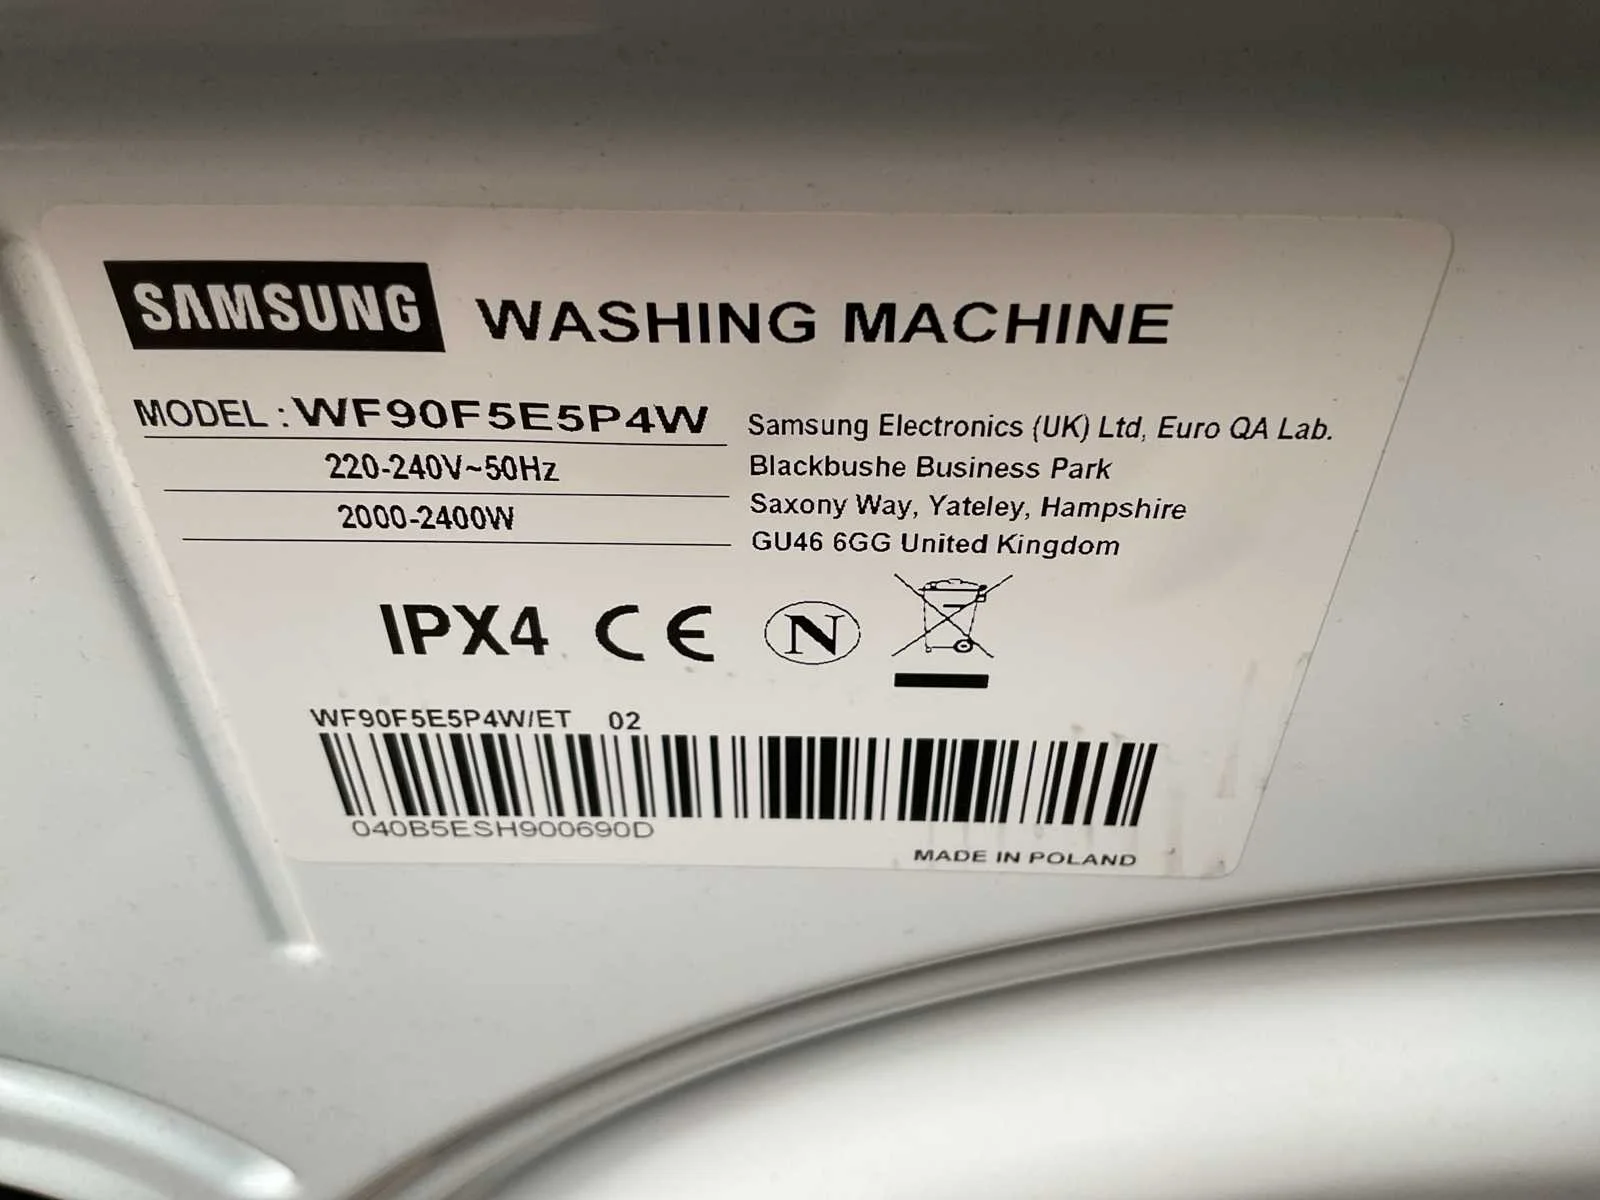 SAMSUNG WASHING MACHINE
MODEL : WF90F5E5P4W
220-240V~50Hz
2000-2400W
Samsung Electronics (UK) Ltd, Euro QA Lab.
Blackbushe Business Park
Saxony Way, Yateley, Hampshire
GU46 6GG United Kingdom
IPX4 CE N
WF90F5E5P4W/ET 02
040B5ESH900690D
MADE IN POLAND